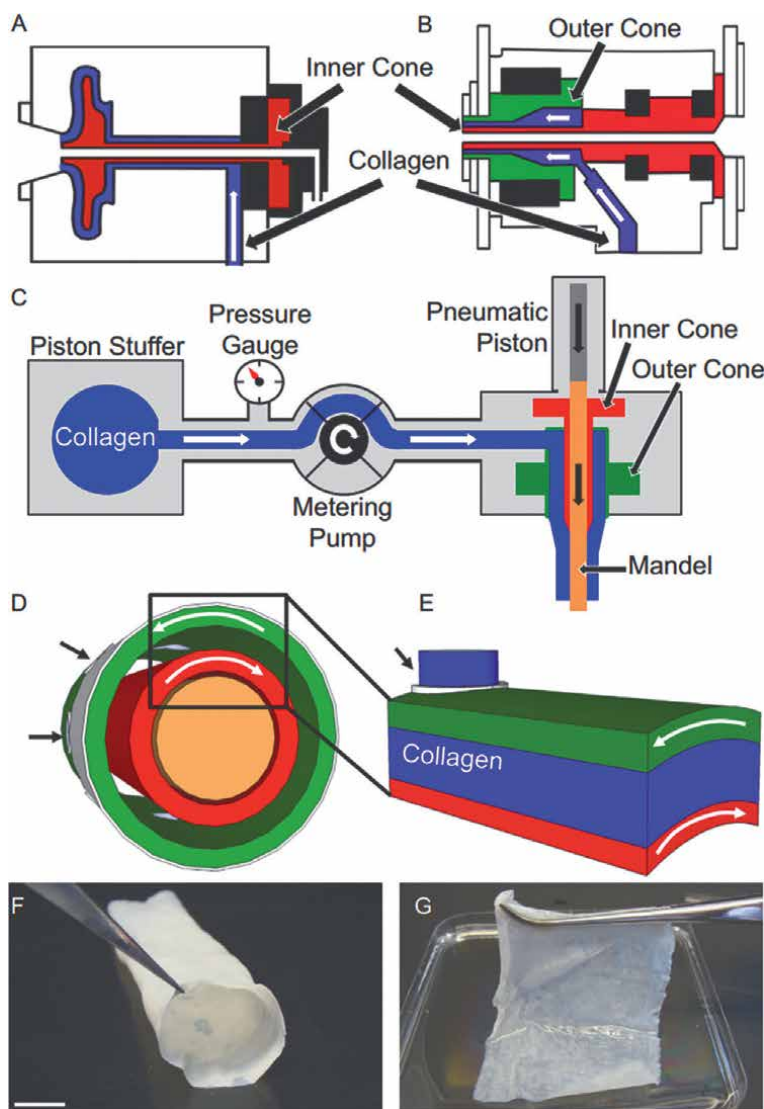 A
B
Outer Cone
Inner Cone
Collagen
C
Pressure
Gauge
Piston Stuffer
Collagen
Metering
Pump
Pneumatic
Piston
Inner Cone
Outer Cone
Mandel
D
E
Collagen
F
G